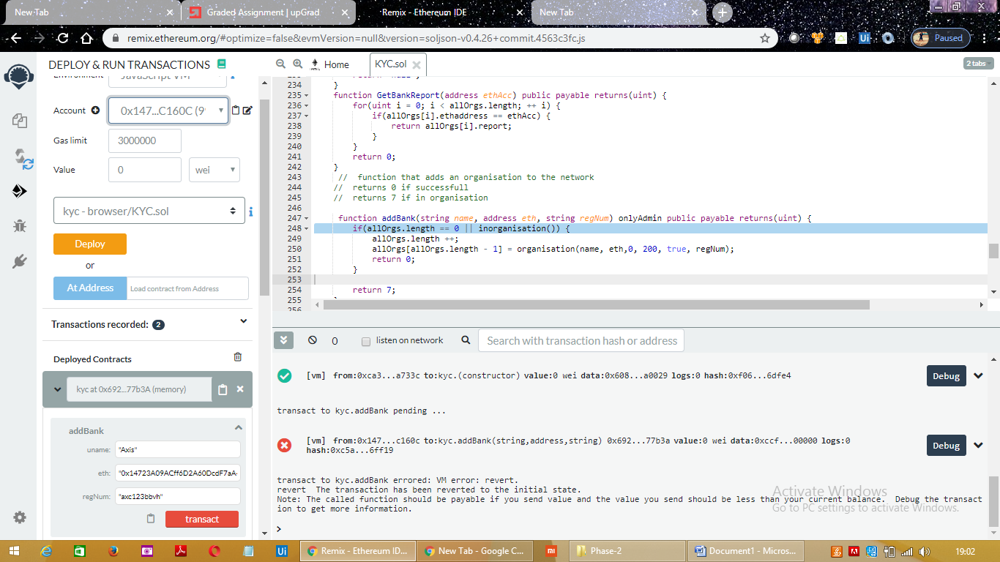 New Tab
Graded Assignment | upGrad
Remix - Ethereum IDE
New Tab
remix.ethereum.org/#optimize=false&evmVersion=null&version=soljson-v0.4.26+commit.4563c3fc.js
Paused
DEPLOY & RUN TRANSACTIONS
Environment JavaScript VM
Account 0x147...C160C (9
Gas limit 3000000
Value 0 wei
kyc - browser/KYC.sol
Deploy
or
At Address Load contract from Address
Transactions recorded: 2
Deployed Contracts
kyc at 0x692...77b3A (memory)
addBank
uname: "Axis"
eth: "0x14723A09ACff6D2A60DcdF7aA
regNum: "axc123bbvh"
transact
Home
KYC.sol
2 tabs
234 }
235 function GetBankReport(address ethAcc) public payable returns(uint) {
236 for(uint i = 0; i < allOrgs.length; ++ i) {
237 if(allOrgs[i].ethaddress == ethAcc) {
238 return allOrgs[i].report;
239 }
240 }
241 return 0;
242 }
243 // function that adds an organisation to the network
244 // returns 0 if successfull
245 // returns 7 if in organisation
246
247 function addBank(string name, address eth, string regNum) onlyAdmin public payable returns(uint) {
248 if(allOrgs.length == 0 || inorganisation()) {
249 allOrgs.length ++;
250 allOrgs[allOrgs.length - 1] = organisation(name, eth,0, 200, true, regNum);
251 return 0;
252 }
253
254 return 7;
255
256
0
listen on network
Search with transaction hash or address
[vm] from:0xca3...a733c to:kyc.(constructor) value:0 wei data:0x608...a0029 logs:0 hash:0xf06...6dfe4
Debug
transact to kyc.addBank pending ...
[vm] from:0x147...c160c to:kyc.addBank(string,address,string) 0x692...77b3a value:0 wei data:0xccf...00000 logs:0
hash:0xc5a...6ff19
Debug
transact to kyc.addBank errored: VM error: revert.
revert The transaction has been reverted to the initial state.
Note: The called function should be payable if you send value and the value you send should be less than your current balance. Debug the transact
ion to get more information.
>
Activate Windows
Go to PC settings to activate Windows.
Ui
Remix - Ethereum ID...
New Tab - Google C...
mi
Phase-2
Document1 - Micros...
19:02